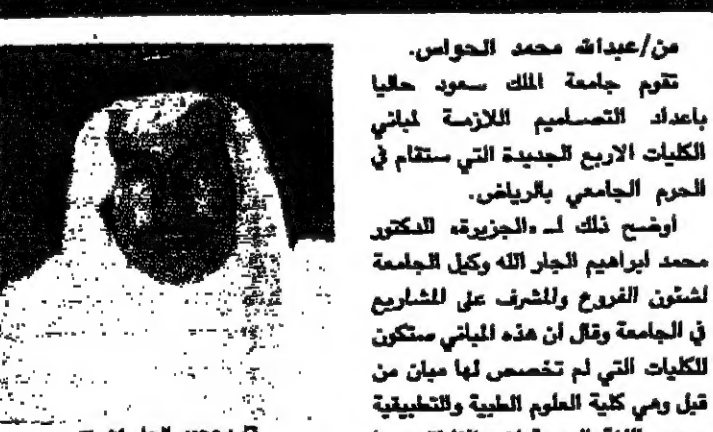 من/عبدالله محمد الحواس.
تقوم جامعة الملك سعود حاليا
باعداد التصاميم اللازمة لمباني
الكليات الاربع الجديدة التي ستقام في
الحرم الجامعي بالرياض.
أوضح ذلك لـ «الجزيرة» الدكتور
محمد ابراهيم الجار الله وكيل الجامعة
لشئون الفروع والمشرف على المشاريع
في الجامعة وقال ان هذه المباني ستكون
للكليات التي لم تخصص لها مبان من
قبل وهي كلية العلوم الطبية والتطبيقية